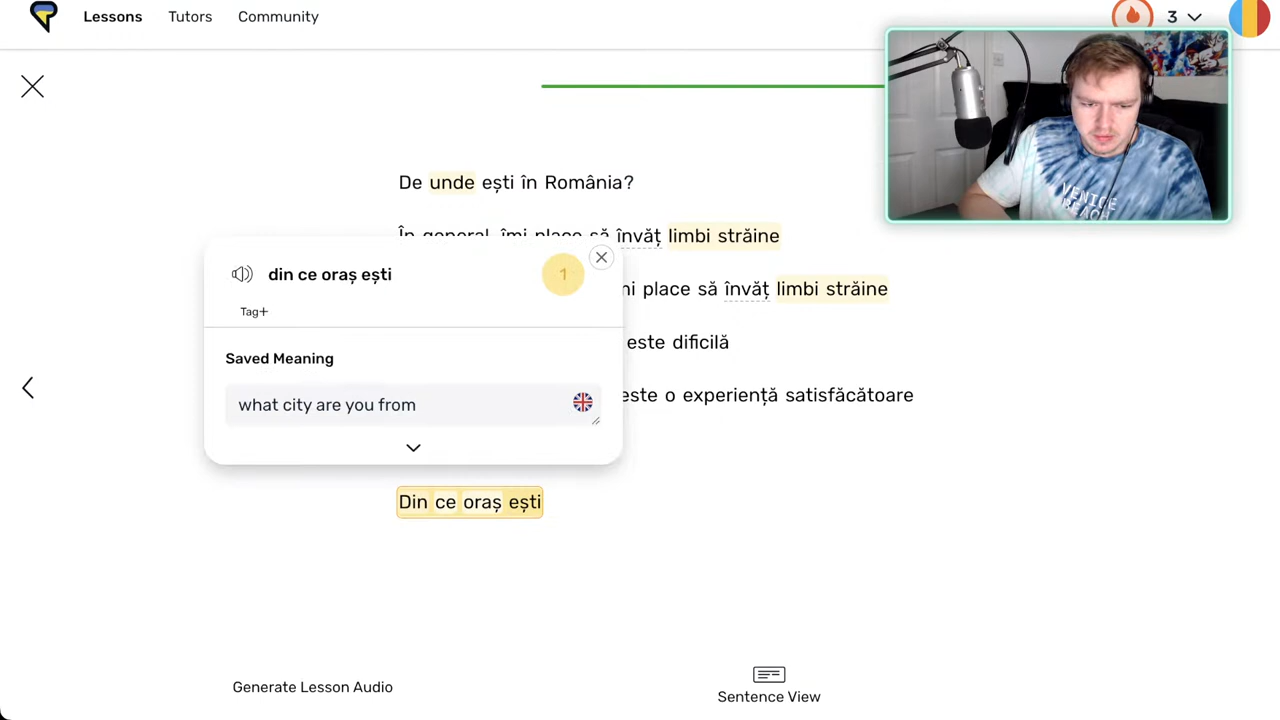 Lessons Tutors Community 3
De unde ești în România?
În general, îmi place să învăț limbi străine
place să învăț limbi străine
din ce oraș ești 1
este dificilă
Tag+
Saved Meaning
este o experiență satisfăcătoare
what city are you from
Din ce oraș ești
VENICE
BEACH
Generate Lesson Audio
Sentence View